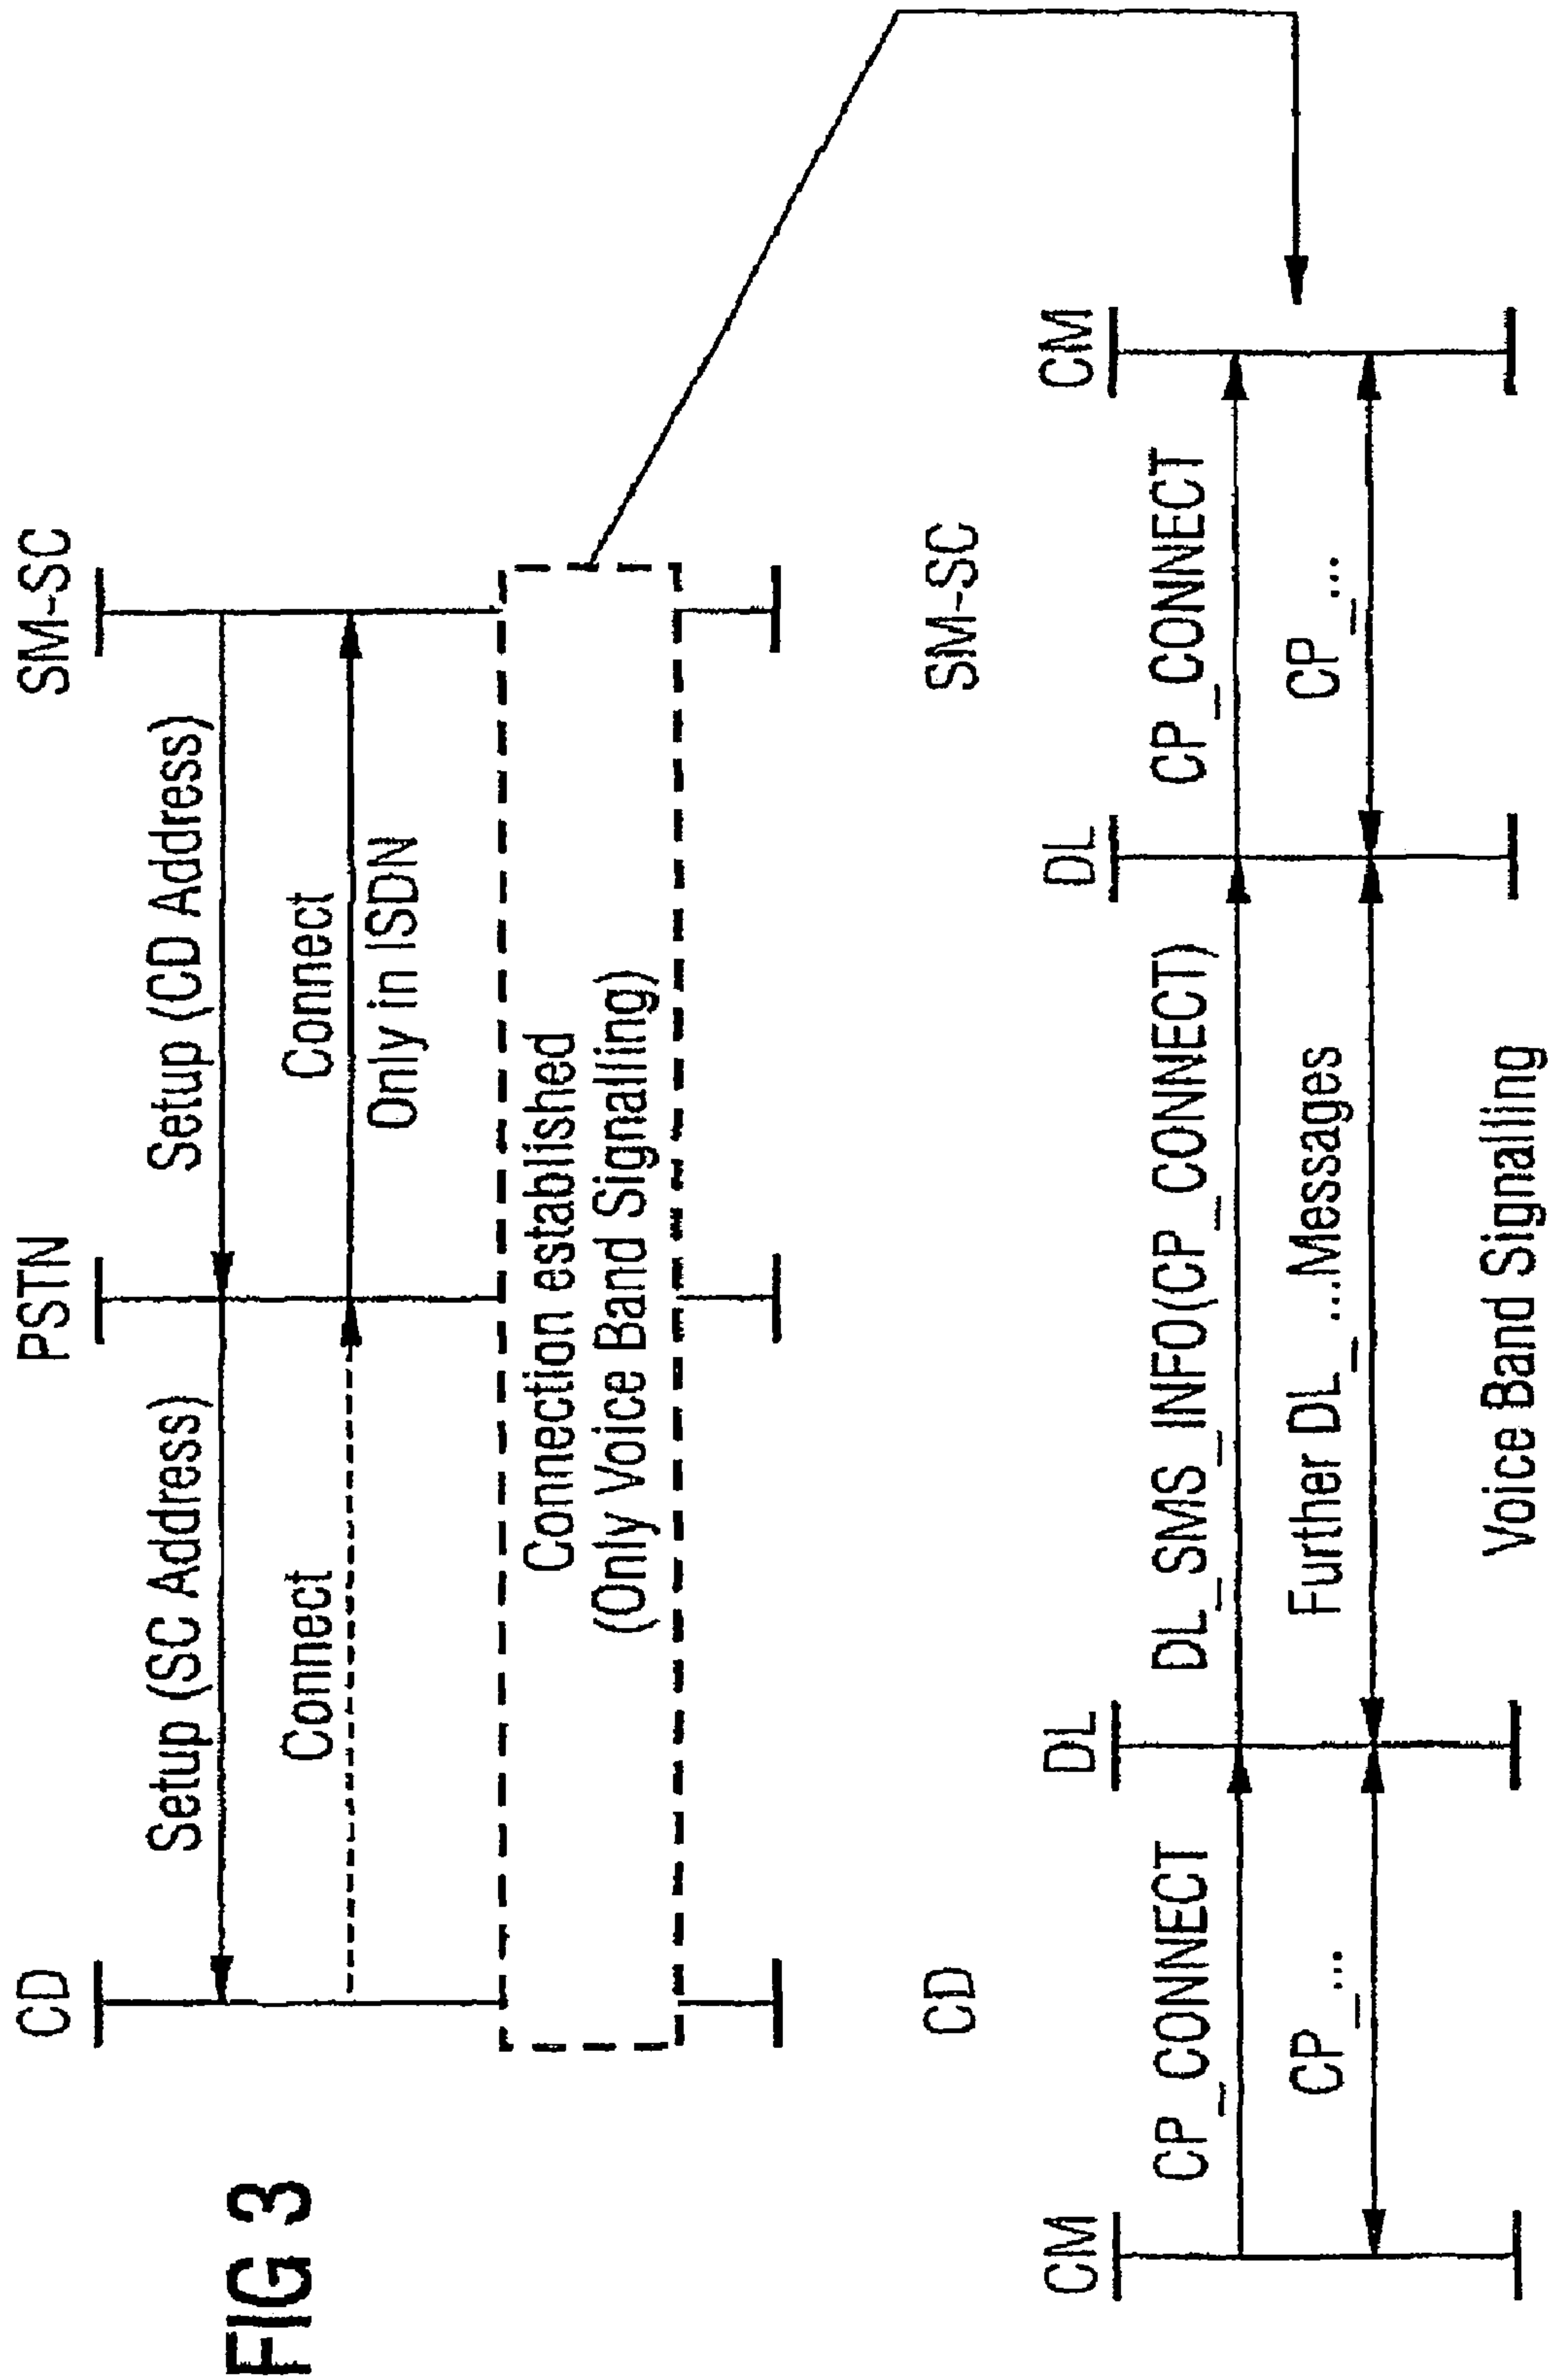 FIG 3
CD
PSTN
SM-SC
Setup (SC Address)
Setup (CD Address)
Connect
Connect
Only in ISDN
Connection established
(Only Voice Band Signalling)
CD
SM-SC
CM
DL
DL
CM
CP_CONNECT
DL_SMS_INFO(CP_CONNECT)
CP_CONNECT
CP_...
Further DL_...Messages
CP_...
Voice Band Signalling